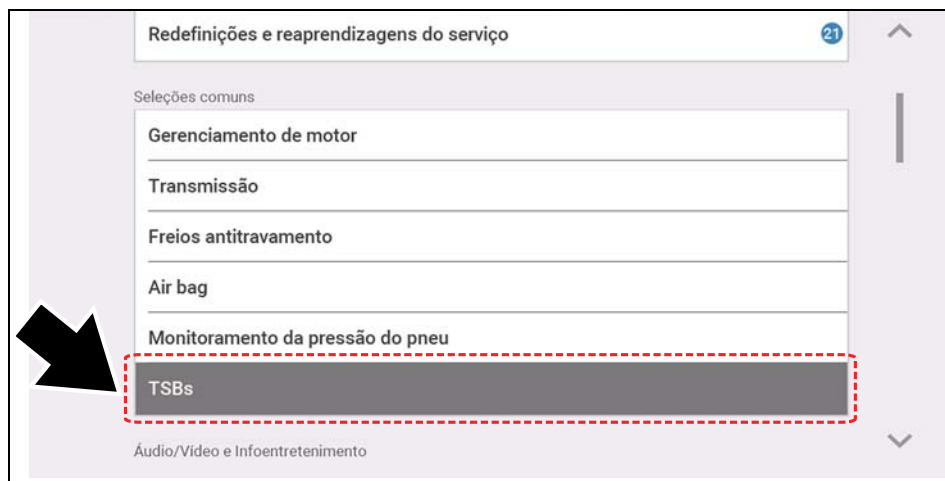 Redefinições e reaprendizagens do serviço 21
Seleções comuns
Gerenciamento de motor
Transmissão
Freios antitravamento
Air bag
Monitoramento da pressão do pneu
TSBs
Áudio/Vídeo e Infoentretenimento